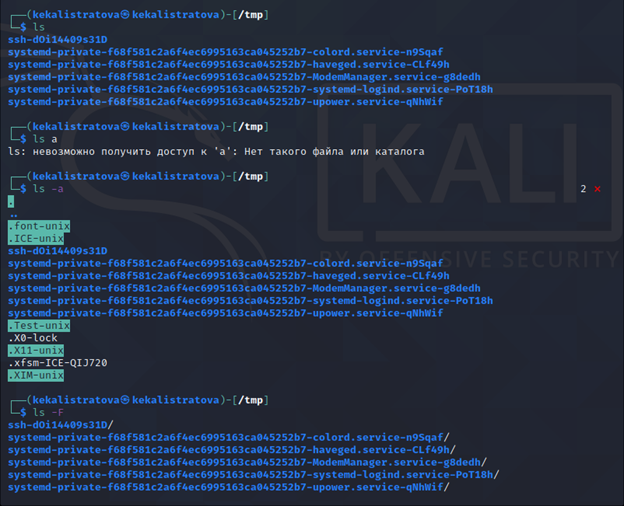 ┌──(kekalistratova㉿kekalistratova)-[/tmp]
└─$ ls
ssh-dOi14409s31D
systemd-private-f68f581c2a6f4ec6995163ca045252b7-colord.service-n9Sqaf
systemd-private-f68f581c2a6f4ec6995163ca045252b7-haveged.service-CLf49h
systemd-private-f68f581c2a6f4ec6995163ca045252b7-ModemManager.service-g8dedh
systemd-private-f68f581c2a6f4ec6995163ca045252b7-systemd-logind.service-PoT18h
systemd-private-f68f581c2a6f4ec6995163ca045252b7-upower.service-qNhWif
┌──(kekalistratova㉿kekalistratova)-[/tmp]
└─$ ls a
ls: невозможно получить доступ к 'a': Нет такого файла или каталога
┌──(kekalistratova㉿kekalistratova)-[/tmp]
└─$ ls -a 2 ⨯
.
..
.font-unix
.ICE-unix
ssh-dOi14409s31D
systemd-private-f68f581c2a6f4ec6995163ca045252b7-colord.service-n9Sqaf
systemd-private-f68f581c2a6f4ec6995163ca045252b7-haveged.service-CLf49h
systemd-private-f68f581c2a6f4ec6995163ca045252b7-ModemManager.service-g8dedh
systemd-private-f68f581c2a6f4ec6995163ca045252b7-systemd-logind.service-PoT18h
systemd-private-f68f581c2a6f4ec6995163ca045252b7-upower.service-qNhWif
.Test-unix
.X0-lock
.X11-unix
.xfsm-ICE-QIJ720
.XIM-unix
┌──(kekalistratova㉿kekalistratova)-[/tmp]
└─$ ls -F
ssh-dOi14409s31D/
systemd-private-f68f581c2a6f4ec6995163ca045252b7-colord.service-n9Sqaf/
systemd-private-f68f581c2a6f4ec6995163ca045252b7-haveged.service-CLf49h/
systemd-private-f68f581c2a6f4ec6995163ca045252b7-ModemManager.service-g8dedh/
systemd-private-f68f581c2a6f4ec6995163ca045252b7-systemd-logind.service-PoT18h/
systemd-private-f68f581c2a6f4ec6995163ca045252b7-upower.service-qNhWif/
KALI
BY OFFENSIVE SECURITY